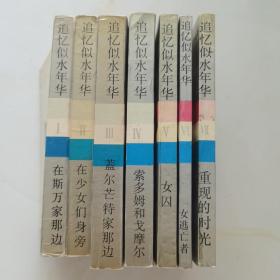 追忆似水年华
I
在斯万家那边
追忆似水年华
II
在少女们身旁
追忆似水年华
III
盖尔芒特家那边
追忆似水年华
IV
索多姆和戈摩尔
追忆似水年华
V
女囚
追忆似水年华
VI
女逃亡者
追忆似水年华
VII
重现的时光